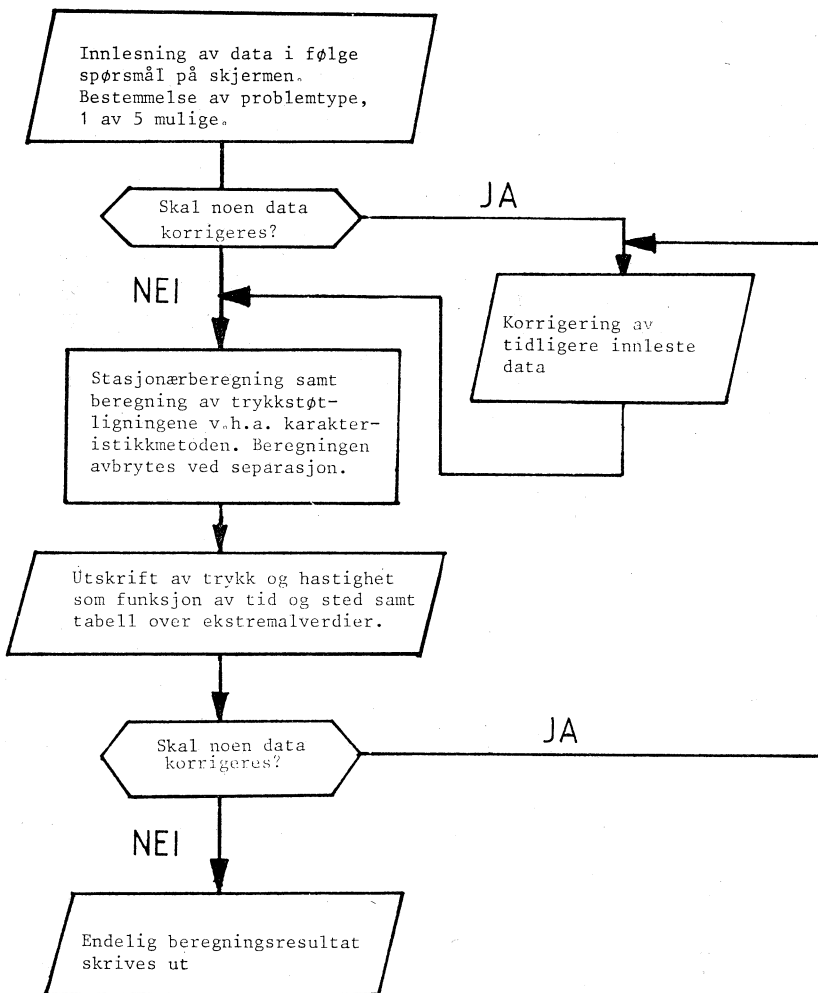 Innlesning av data i følge
spørsmål på skjermen.
Bestemmelse av problemtype,
1 av 5 mulige.
Skal noen data
korrigeres?
JA
NEI
Korrigering av
tidligere innleste
data
Stasjonærberegning samt
beregning av trykkstøt-
ligningene v.h.a. karakter-
istikkmetoden. Beregningen
avbrytes ved separasjon.
Utskrift av trykk og hastighet
som funksjon av tid og sted samt
tabell over ekstremalverdier.
Skal noen data
korrigeres?
JA
NEI
Endelig beregningsresultat
skrives ut